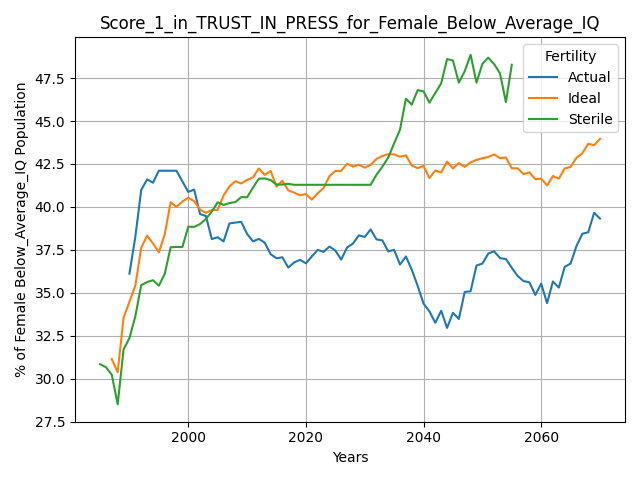 Score_1_in_TRUST_IN_PRESS_for_Female_Below_Average_IQ
% of Female Below_Average_IQ Population
47.5
45.0
42.5
40.0
37.5
35.0
32.5
30.0
27.5
Fertility
Actual
Ideal
Sterile
2000
2020
2040
2060
Years